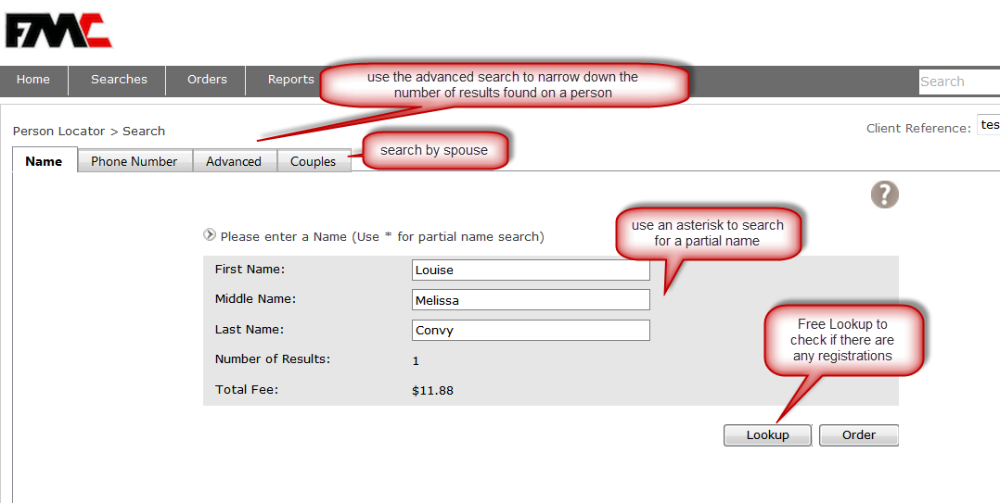 FMC
Home Searches Orders Reports Search
use the advanced search to narrow down the
number of results found on a person
Person Locator > Search
Client Reference: tes
search by spouse
Name Phone Number Advanced Couples
?
use an asterisk to search
for a partial name
Please enter a Name (Use * for partial name search)
First Name: Louise
Middle Name: Melissa
Last Name: Convy
Number of Results: 1
Total Fee: $11.88
Free Lookup to
check if there are
any registrations
Lookup Order